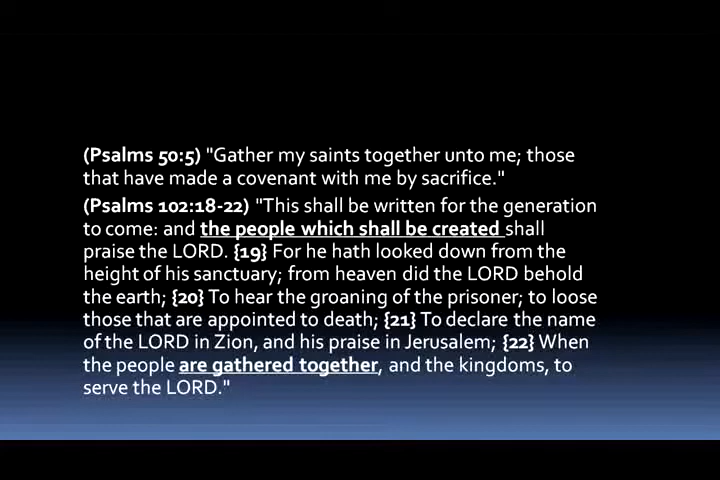 (Psalms 50:5) "Gather my saints together unto me; those
that have made a covenant with me by sacrifice."
(Psalms 102:18-22) "This shall be written for the generation
to come: and the people which shall be created shall
praise the LORD. {19} For he hath looked down from the
height of his sanctuary; from heaven did the LORD behold
the earth; {20} To hear the groaning of the prisoner; to loose
those that are appointed to death; {21} To declare the name
of the LORD in Zion, and his praise in Jerusalem; {22} When
the people are gathered together, and the kingdoms, to
serve the LORD."